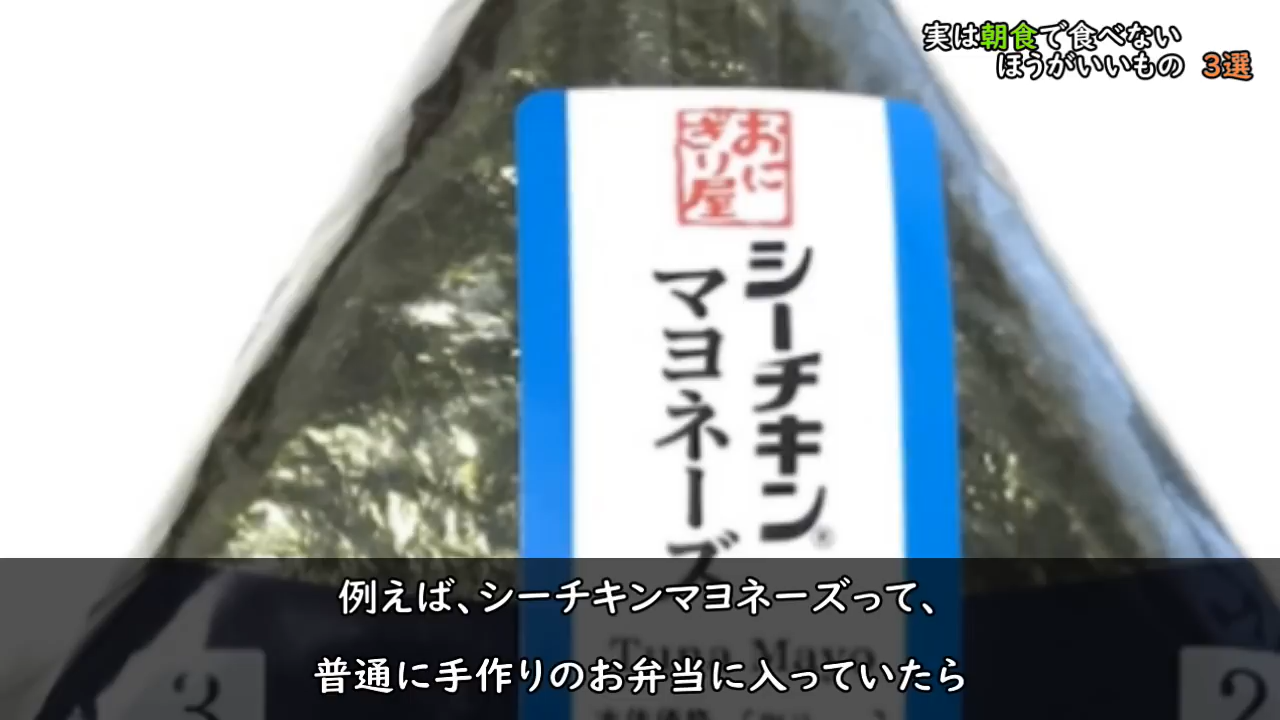 実は朝食で食べない
ほうがいいもの 3選
おに
ぎり屋
シーチキン®
マヨネーズ
Tuna Mayo
例えば、シーチキンマヨネーズって、
普通に手作りのお弁当に入っていたら
3
2